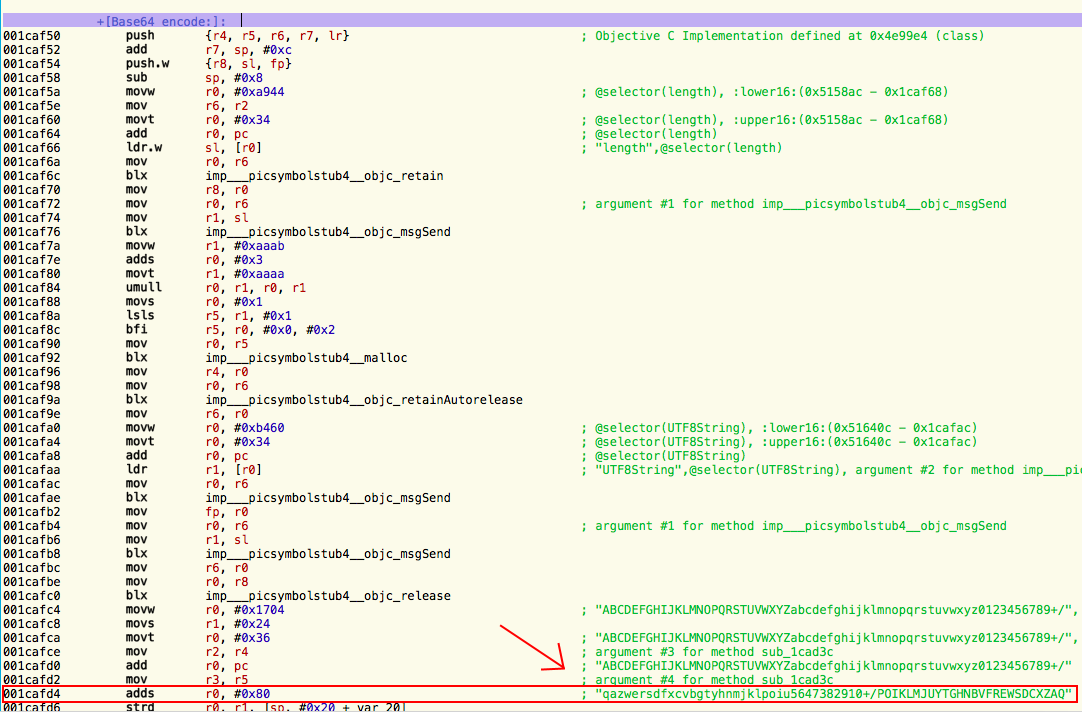 +[Base64 encode:]:
001caf50 push {r4, r5, r6, r7, lr} ; Objective C Implementation defined at 0x4e99e4 (class)
001caf52 add r7, sp, #0xc
001caf54 push.w {r8, sl, fp}
001caf58 sub sp, #0x8
001caf5a movw r0, #0xa944 ; @selector(length), :lower16:(0x5158ac - 0x1caf68)
001caf5e mov r6, r2
001caf60 movt r0, #0x34 ; @selector(length), :upper16:(0x5158ac - 0x1caf68)
001caf64 add r0, pc ; @selector(length)
001caf66 ldr.w sl, [r0] ; "length",@selector(length)
001caf6a mov r0, r6
001caf6c blx imp___picsymbolstub4__objc_retain
001caf70 mov r8, r0
001caf72 mov r0, r6 ; argument #1 for method imp___picsymbolstub4__objc_msgSend
001caf74 mov r1, sl
001caf76 blx imp___picsymbolstub4__objc_msgSend
001caf7a movw r1, #0xaaab
001caf7e adds r0, #0x3
001caf80 movt r1, #0xaaaa
001caf84 umull r0, r1, r0, r1
001caf88 movs r0, #0x1
001caf8a lsls r5, r1, #0x1
001caf8c bfi r5, r0, #0x0, #0x2
001caf90 mov r0, r5
001caf92 blx imp___picsymbolstub4__malloc
001caf96 mov r4, r0
001caf98 mov r0, r6
001caf9a blx imp___picsymbolstub4__objc_retainAutorelease
001caf9e mov r6, r0
001cafa0 movw r0, #0xb460 ; @selector(UTF8String), :lower16:(0x51640c - 0x1cafac)
001cafa4 movt r0, #0x34 ; @selector(UTF8String), :upper16:(0x51640c - 0x1cafac)
001cafa8 add r0, pc ; @selector(UTF8String)
001cafaa ldr r1, [r0] ; "UTF8String",@selector(UTF8String), argument #2 for method imp___pi
001cafac mov r0, r6
001cafae blx imp___picsymbolstub4__objc_msgSend
001cafb2 mov fp, r0
001cafb4 mov r0, r6 ; argument #1 for method imp___picsymbolstub4__objc_msgSend
001cafb6 mov r1, sl
001cafb8 blx imp___picsymbolstub4__objc_msgSend
001cafbc mov r6, r0
001cafbe mov r0, r8
001cafc0 blx imp___picsymbolstub4__objc_release
001cafc4 movw r0, #0x1704 ; "ABCDEFGHIJKLMNOPQRSTUVWXYZabcdefghijklmnopqrstuvwxyz0123456789+/",
001cafc8 movs r1, #0x24
001cafca movt r0, #0x36 ; "ABCDEFGHIJKLMNOPQRSTUVWXYZabcdefghijklmnopqrstuvwxyz0123456789+/",
001cafce mov r2, r4 ; argument #3 for method sub_1cad3c
001cafd0 add r0, pc ; "ABCDEFGHIJKLMNOPQRSTUVWXYZabcdefghijklmnopqrstuvwxyz0123456789+/"
001cafd2 mov r3, r5 ; argument #4 for method sub_1cad3c
001cafd4 adds r0, #0x80 ; "qazwersdfxcvbgtyhnmjklpoiu5647382910+/POIKLMJUYTGHNBVFREWSDCXZAQ"
001cafd6 strd r0, r1, [sp, #0x20 + var_20]